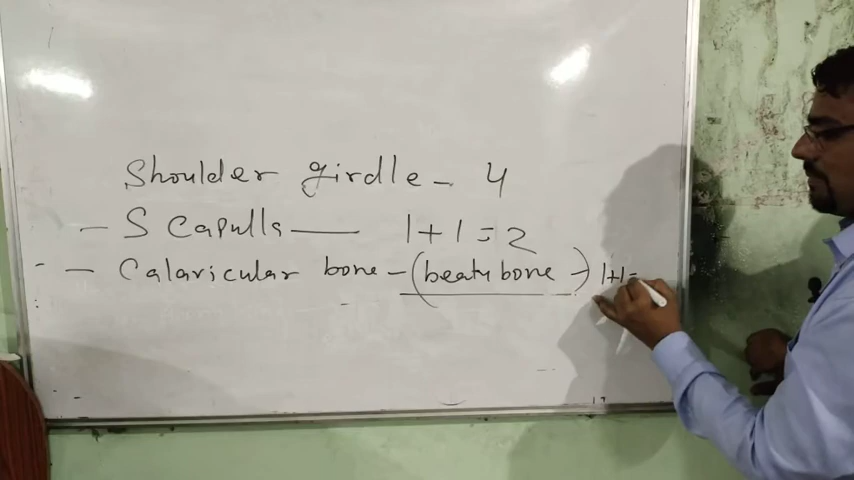 Shoulder girdle - 4
- Scapulls — 1+1=2
- Calaricular bone - (beaty bone -) 1+1=